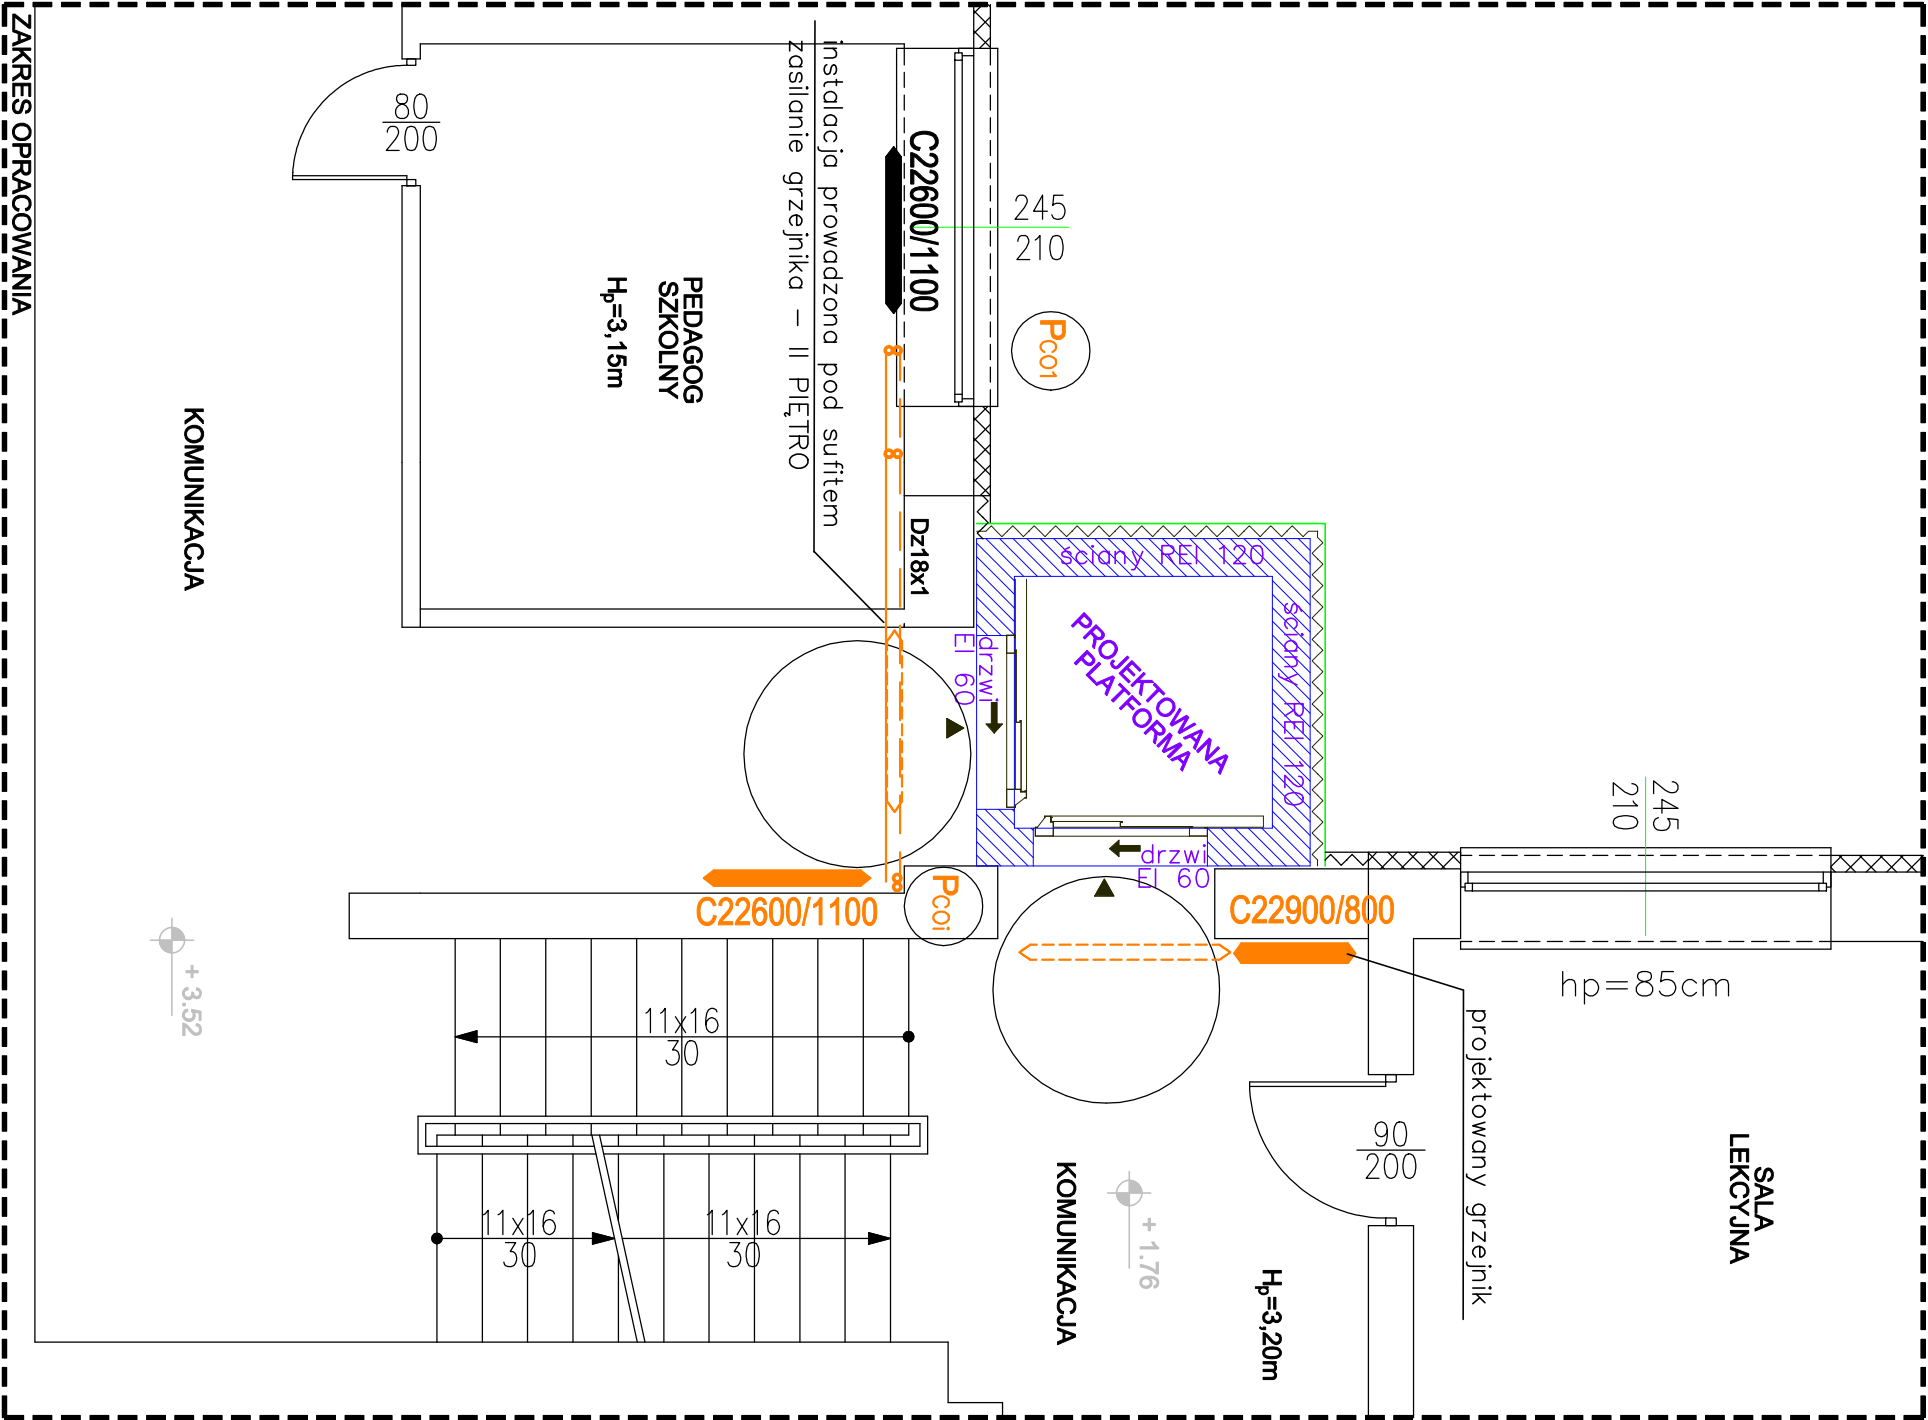 ZAKRES OPRACOWANIA
80
200
KOMUNIKACJA
PEDAGOG
SZKOLNY
Hp=3,15m
instalacja prowadzona pod sufitem
zasilanie grzejnika – II PIĘTRO
C22600/1100
245
210
PCO1
Dz18x1
ściany REI 120
ściany REI 120
PROJEKTOWANA
PLATFORMA
drzwi
EI 60
drzwi
EI 60
245
210
C22600/1100
PCOi
C22900/800
hp=85cm
projektowany grzejnik
+ 3.52
11x16
30
11x16
30
11x16
30
KOMUNIKACJA
+ 1.76
Hp=3,20m
90
200
SALA
LEKCYJNA